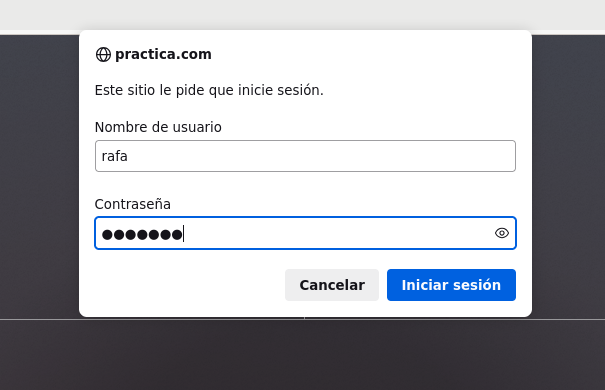 practica.com
Este sitio le pide que inicie sesión.
Nombre de usuario
rafa
Contraseña
●●●●●●●
Cancelar Iniciar sesión